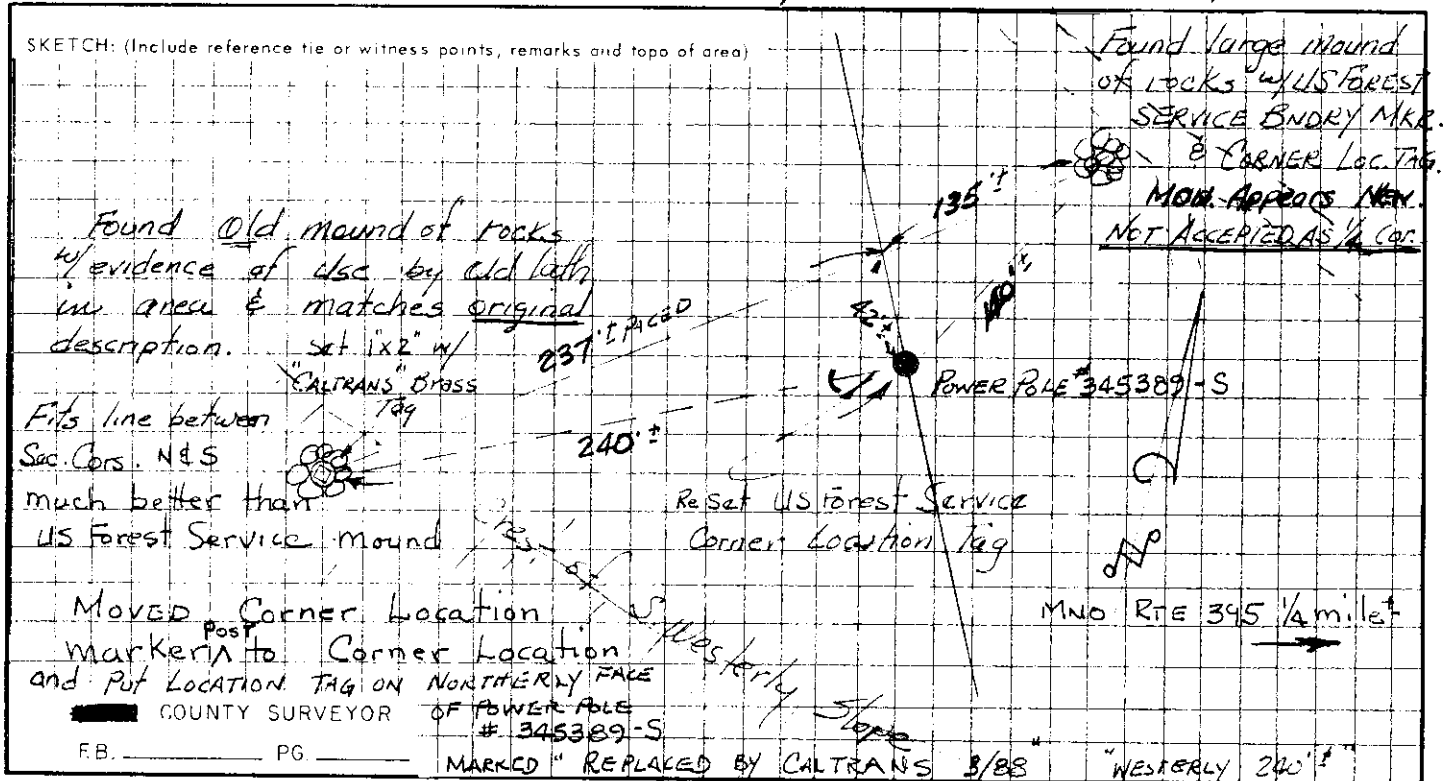 SKETCH: (Include reference tie or witness points, remarks and topo of area)
Found large mound
of rocks w/ US FOREST
SERVICE BNDRY MKR.
& CORNER LOC. TAG.
MON. Appears NEW.
NOT ACCEPTED AS 1/4 COR.
135'±
Found Old mound of rocks
w/ evidence of use by old lath
in area & matches original
description. set 1"x2" w/
"CALTRANS" Brass
Tag
237'± PACED
42'±
POWER POLE #345389-S
240'±
Fits line between
Sec. Cors. N&S
much better than
US Forest Service mound
ReSet US Forest Service
Corner Location Tag
Crest of
S'Westerly Slope
MNO RTE 395 1/4 mile±
MOVED Corner Location
marker POST to Corner Location
and Put LOCATION TAG ON NORTHERLY FACE
OF POWER POLE
# 345389-S
COUNTY SURVEYOR
F.B. PG.
MARKED "REPLACED BY CALTRANS 3/88" "WESTERLY 240'±"